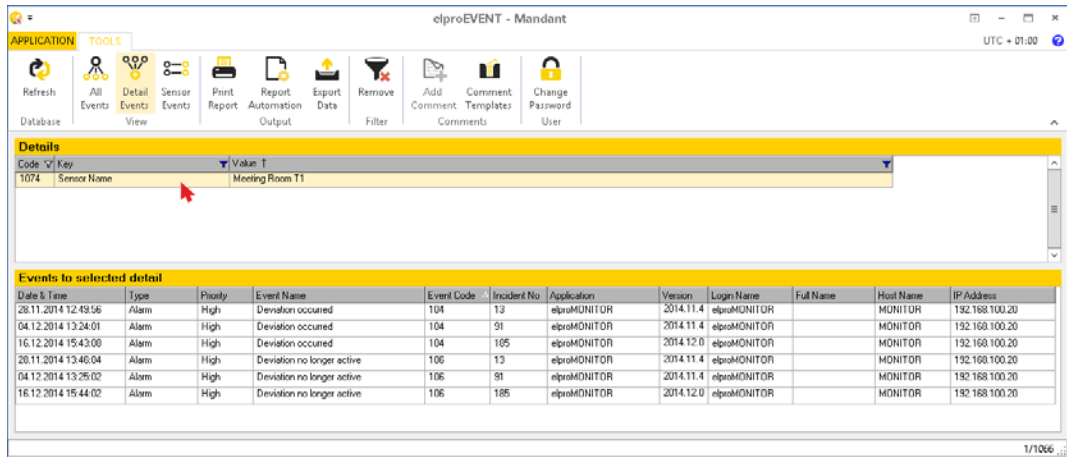 elproEVENT - Mandant
APPLICATION TOOLS UTC + 01:00
Refresh All Events Detail Events Sensor Events Print Report Report Automation Export Data Remove Add Comment Comment Templates Change Password
Database View Output Filter Comments User
Details
Code Key Value
1074 Sensor Name Meeting Room T1
Events to selected detail
Date & Time Type Priority Event Name Event Code Incident No Application Version Login Name Full Name Host Name IP Address
28.11.2014 12:49:56 Alarm High Deviation occurred 104 13 elproMONITOR 2014.11.4 elproMONITOR MONITOR 192.168.100.20
04.12.2014 13:24:01 Alarm High Deviation occurred 104 91 elproMONITOR 2014.11.4 elproMONITOR MONITOR 192.168.100.20
16.12.2014 15:43:08 Alarm High Deviation occurred 104 185 elproMONITOR 2014.12.0 elproMONITOR MONITOR 192.168.100.20
28.11.2014 13:46:04 Alarm High Deviation no longer active 106 13 elproMONITOR 2014.11.4 elproMONITOR MONITOR 192.168.100.20
04.12.2014 13:25:02 Alarm High Deviation no longer active 106 91 elproMONITOR 2014.11.4 elproMONITOR MONITOR 192.168.100.20
16.12.2014 15:44:02 Alarm High Deviation no longer active 106 185 elproMONITOR 2014.12.0 elproMONITOR MONITOR 192.168.100.20
1/1066